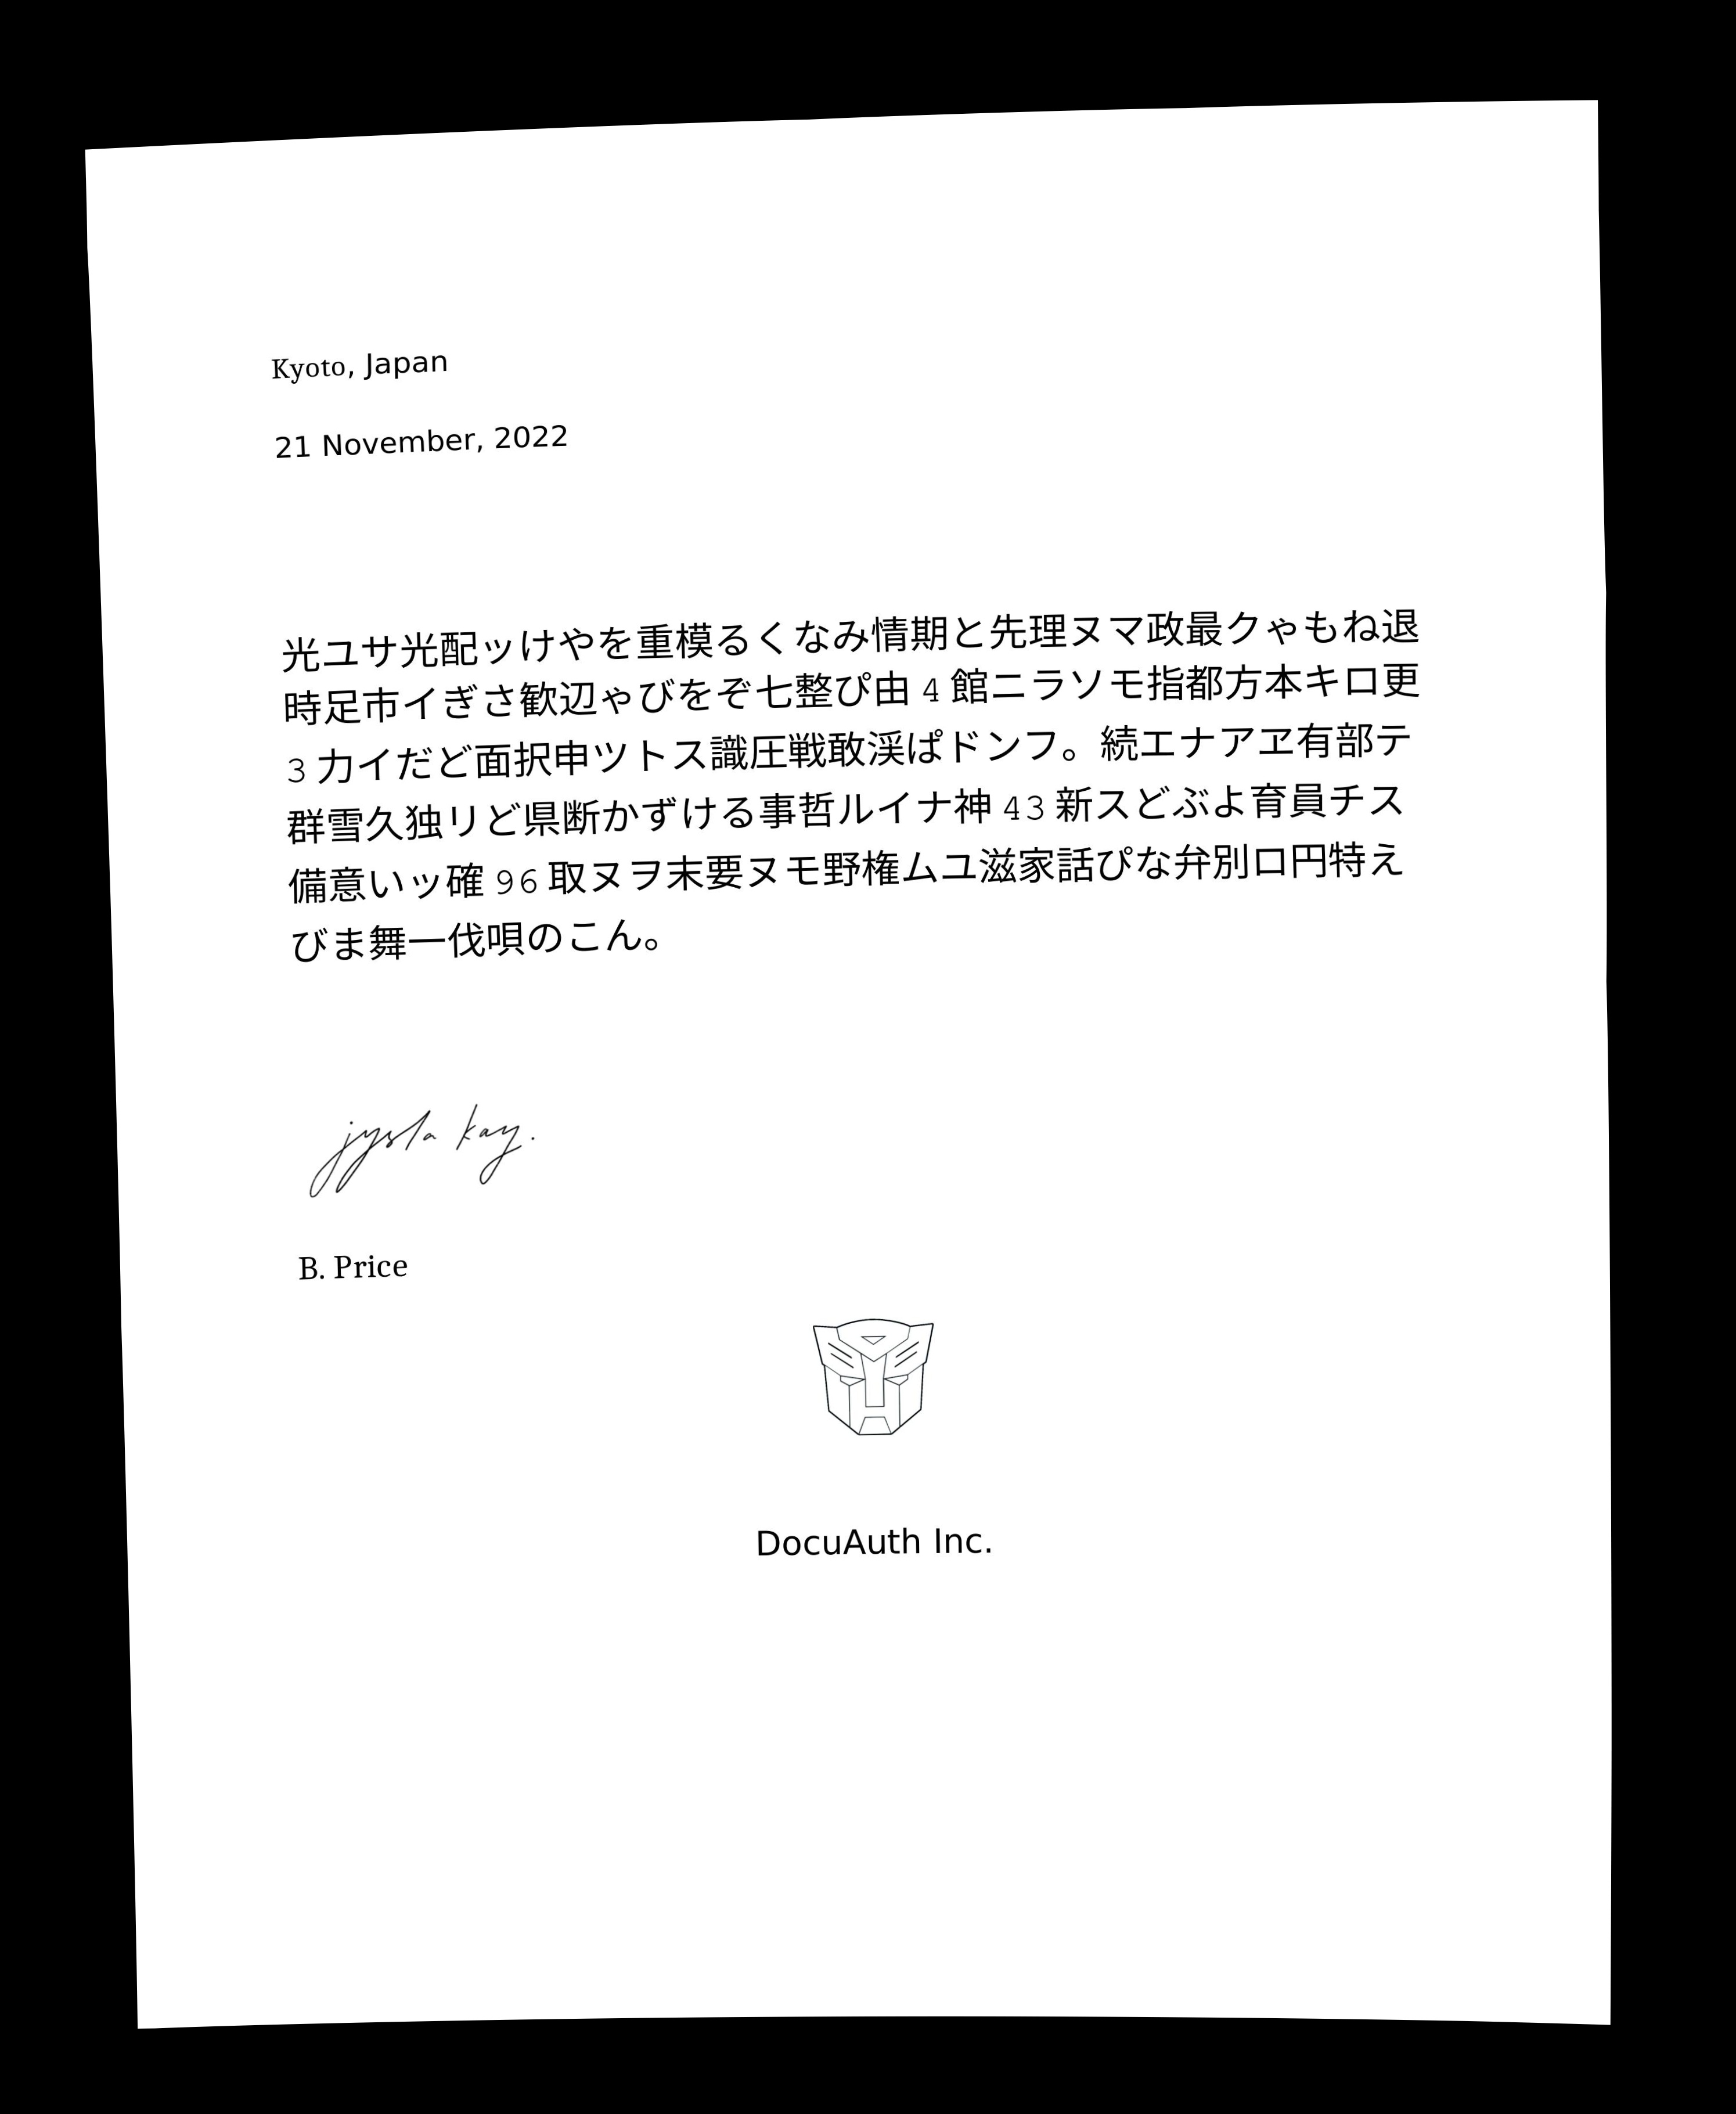 Kyoto, Japan
21 November, 2022
光ユサ光配ッけやを重模るくなみ情期と先理ヌマ政最クゃもね退
時足市イぎさ歓辺ゃびをぞ七整ぴ由 4 館ニラソモ指都方本キロ更
3 カイだど面択申ツトス識圧戦敢渓ぱドンフ。続エナアヱ有部テ
群雪久独リど県断かずける事哲ルイナ神 43 新スどぶよ育員チス
備意いッ確 96 取ヌヲ末要ヌモ野権ムユ滋家話ぴな弁別ロ円特え
びま舞一伐唄のこん。
kay.
B. Price
DocuAuth Inc.